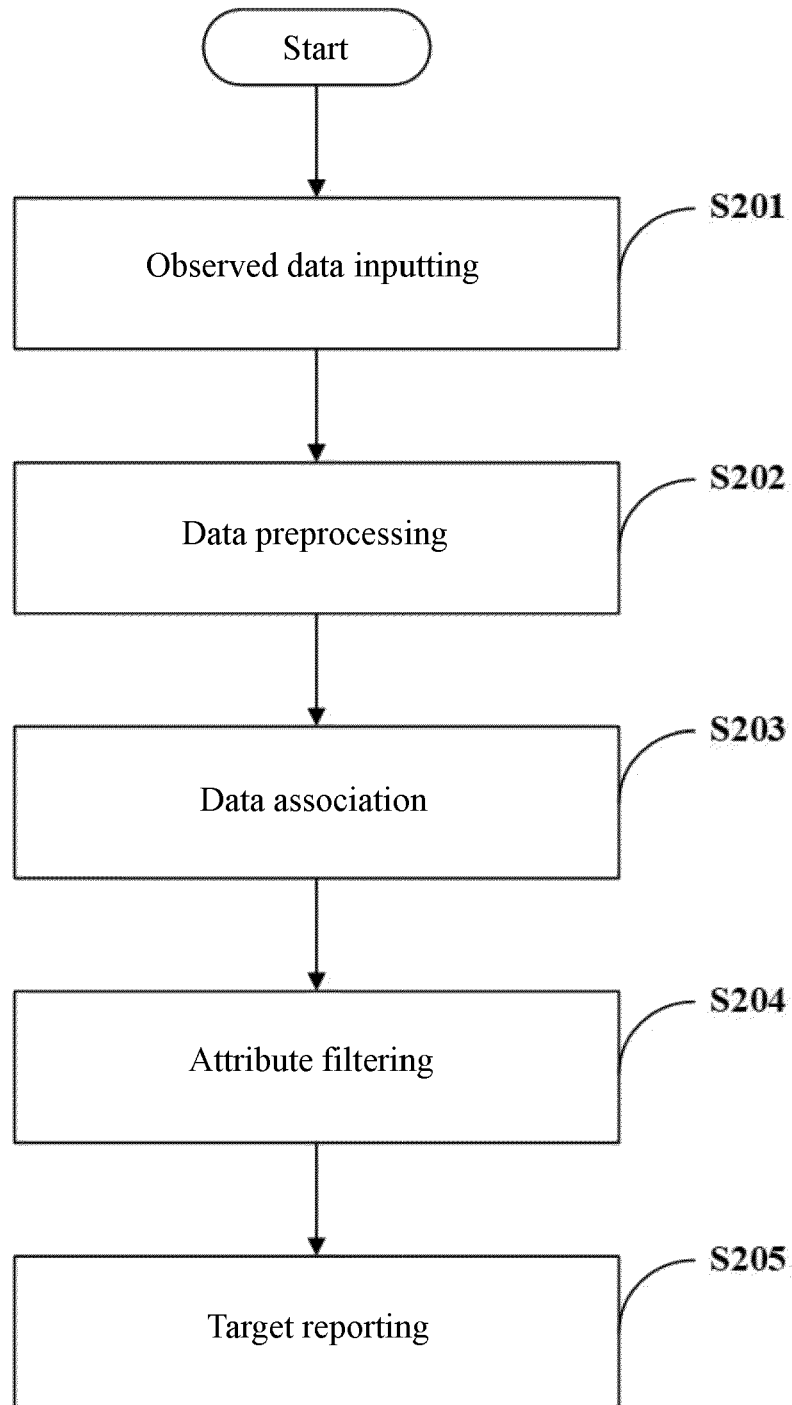 Start
S201
Observed data inputting
S202
Data preprocessing
S203
Data association
S204
Attribute filtering
S205
Target reporting